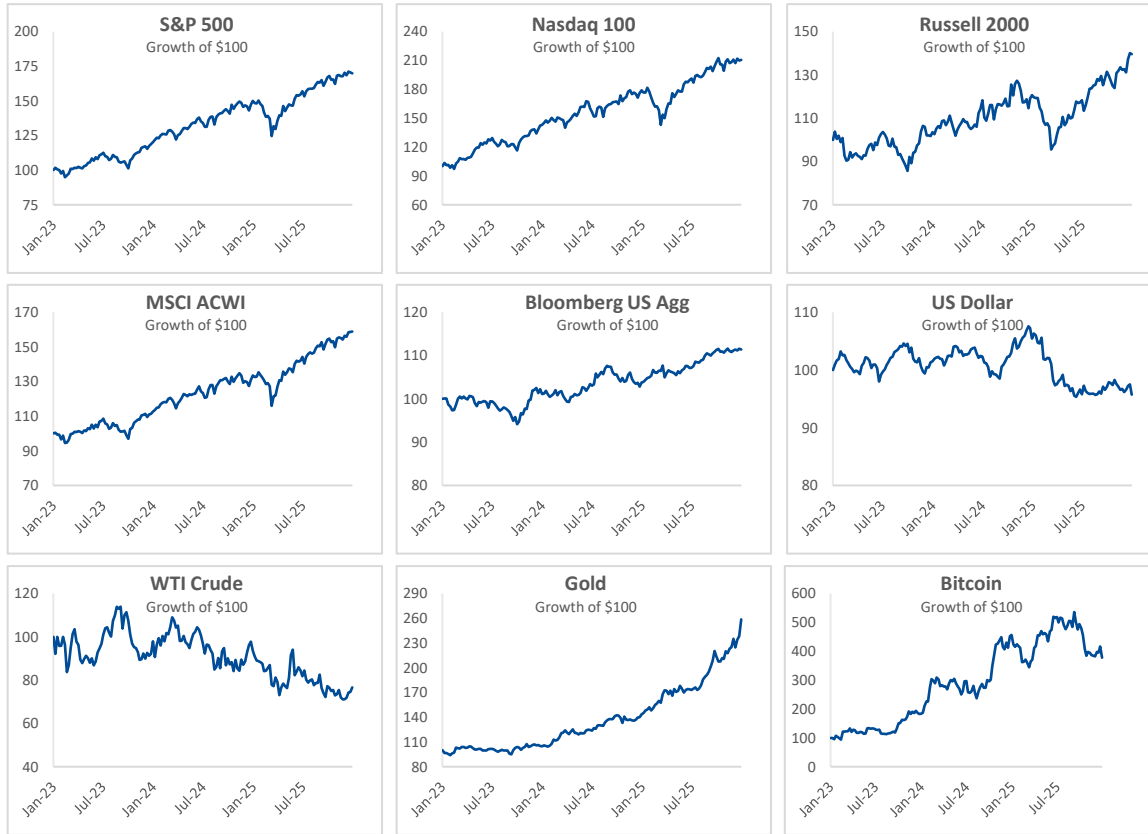 S&P 500
Growth of $100
200
175
150
125
100
75
Jan-23
Jul-23
Jan-24
Jul-24
Jan-25
Jul-25
Nasdaq 100
Growth of $100
240
210
180
150
120
90
60
Jan-23
Jul-23
Jan-24
Jul-24
Jan-25
Jul-25
Russell 2000
Growth of $100
150
130
110
90
70
Jan-23
Jul-23
Jan-24
Jul-24
Jan-25
Jul-25
MSCI ACWI
Growth of $100
170
150
130
110
90
70
Jan-23
Jul-23
Jan-24
Jul-24
Jan-25
Jul-25
Bloomberg US Agg
Growth of $100
120
110
100
90
80
Jan-23
Jul-23
Jan-24
Jul-24
Jan-25
Jul-25
US Dollar
Growth of $100
110
100
90
80
Jan-23
Jul-23
Jan-24
Jul-24
Jan-25
Jul-25
WTI Crude
Growth of $100
120
100
80
60
40
Jan-23
Jul-23
Jan-24
Jul-24
Jan-25
Jul-25
Gold
Growth of $100
290
260
230
200
170
140
110
80
Jan-23
Jul-23
Jan-24
Jul-24
Jan-25
Jul-25
Bitcoin
Growth of $100
600
500
400
300
200
100
0
Jan-23
Jul-23
Jan-24
Jul-24
Jan-25
Jul-25